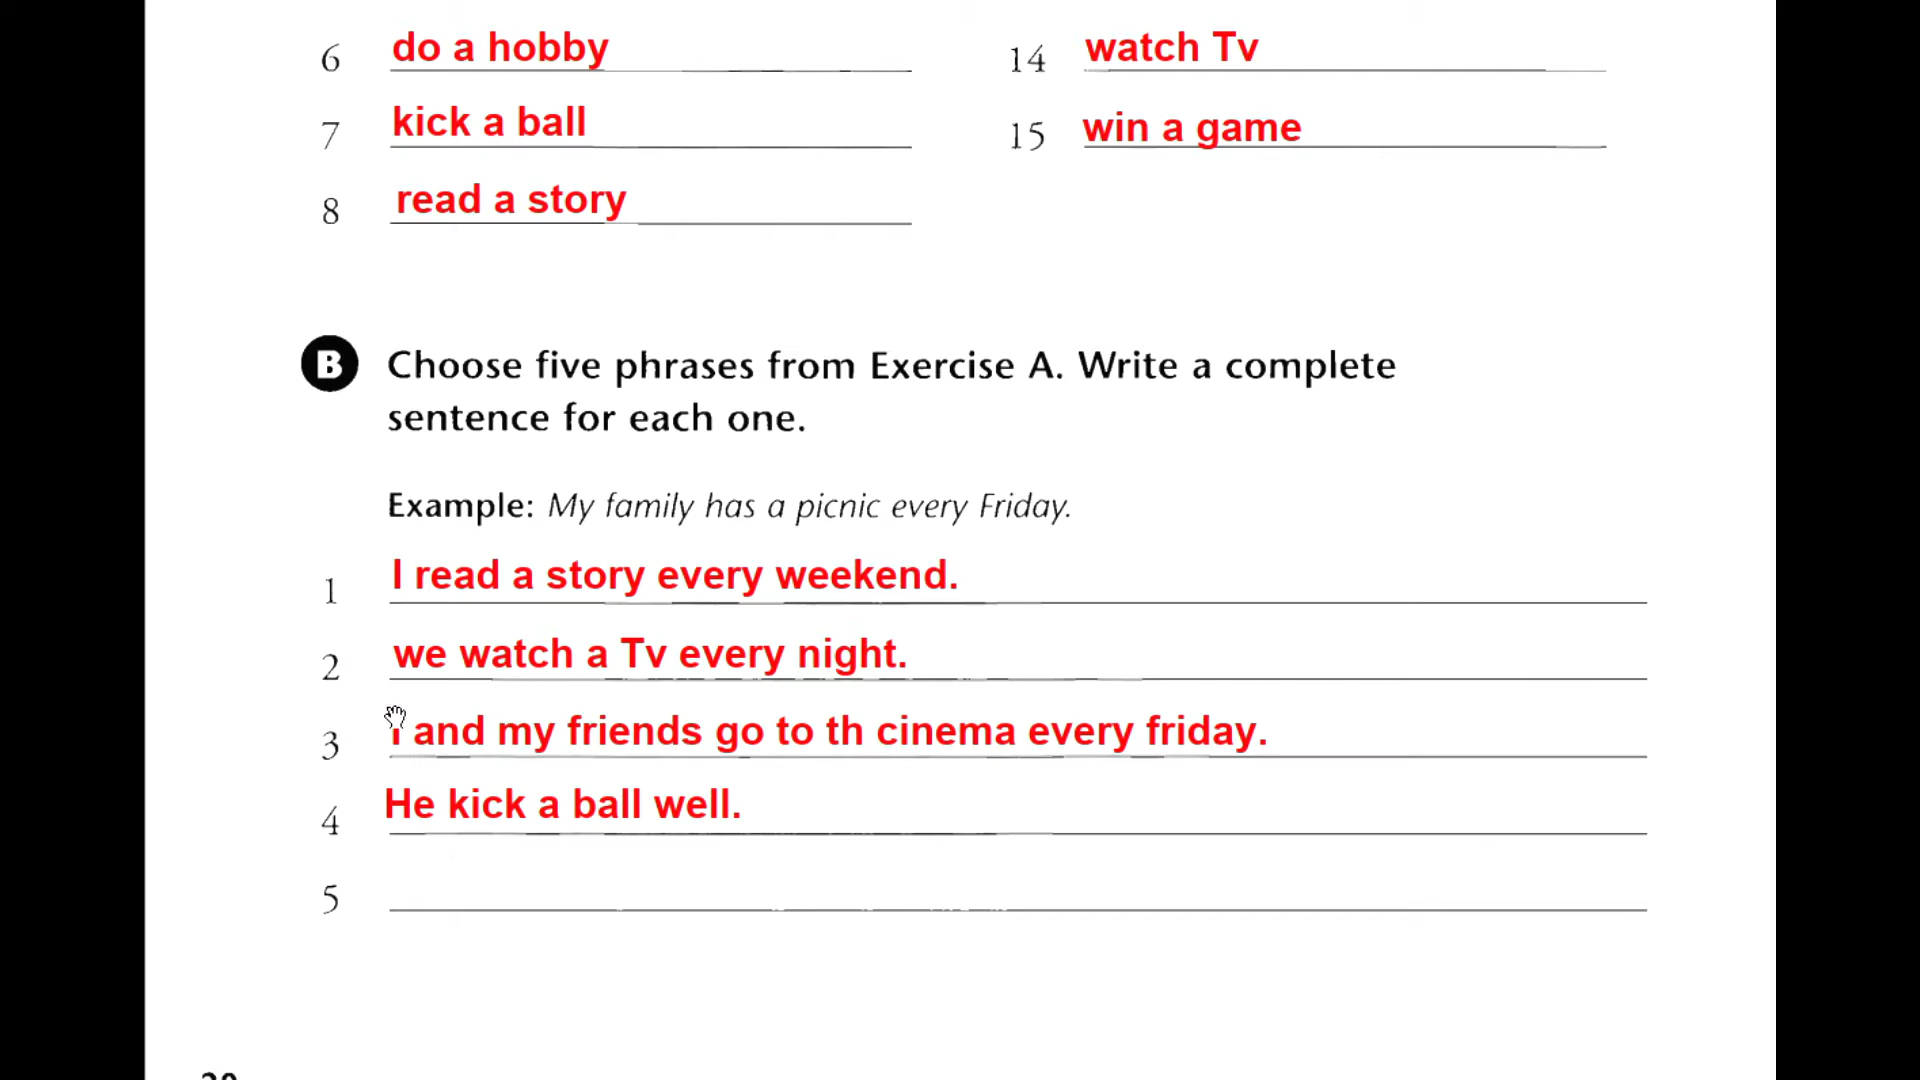 6 do a hobby
14 watch Tv
7 kick a ball
15 win a game
8 read a story
B Choose five phrases from Exercise A. Write a complete
sentence for each one.
Example: My family has a picnic every Friday.
1 I read a story every weekend.
2 we watch a Tv every night.
3 I and my friends go to th cinema every friday.
4 He kick a ball well.
5